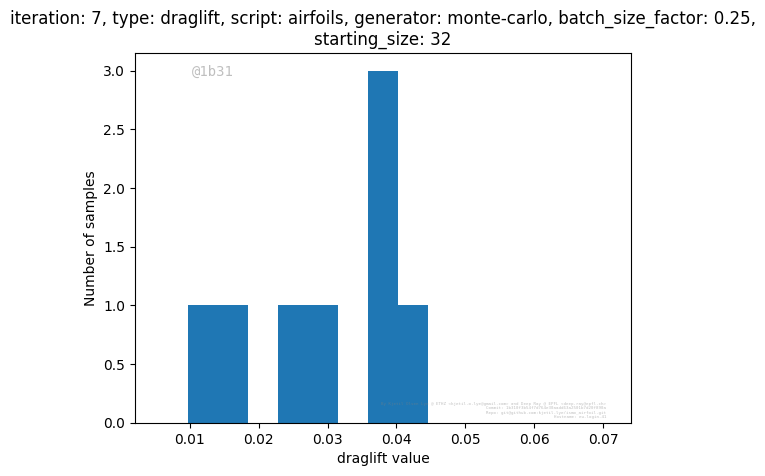 iteration: 7, type: draglift, script: airfoils, generator: monte-carlo, batch_size_factor: 0.25,
starting_size: 32
@1b31
3.0
2.5
2.0
1.5
1.0
0.5
0.0
Number of samples
0.01 0.02 0.03 0.04 0.05 0.06 0.07
draglift value